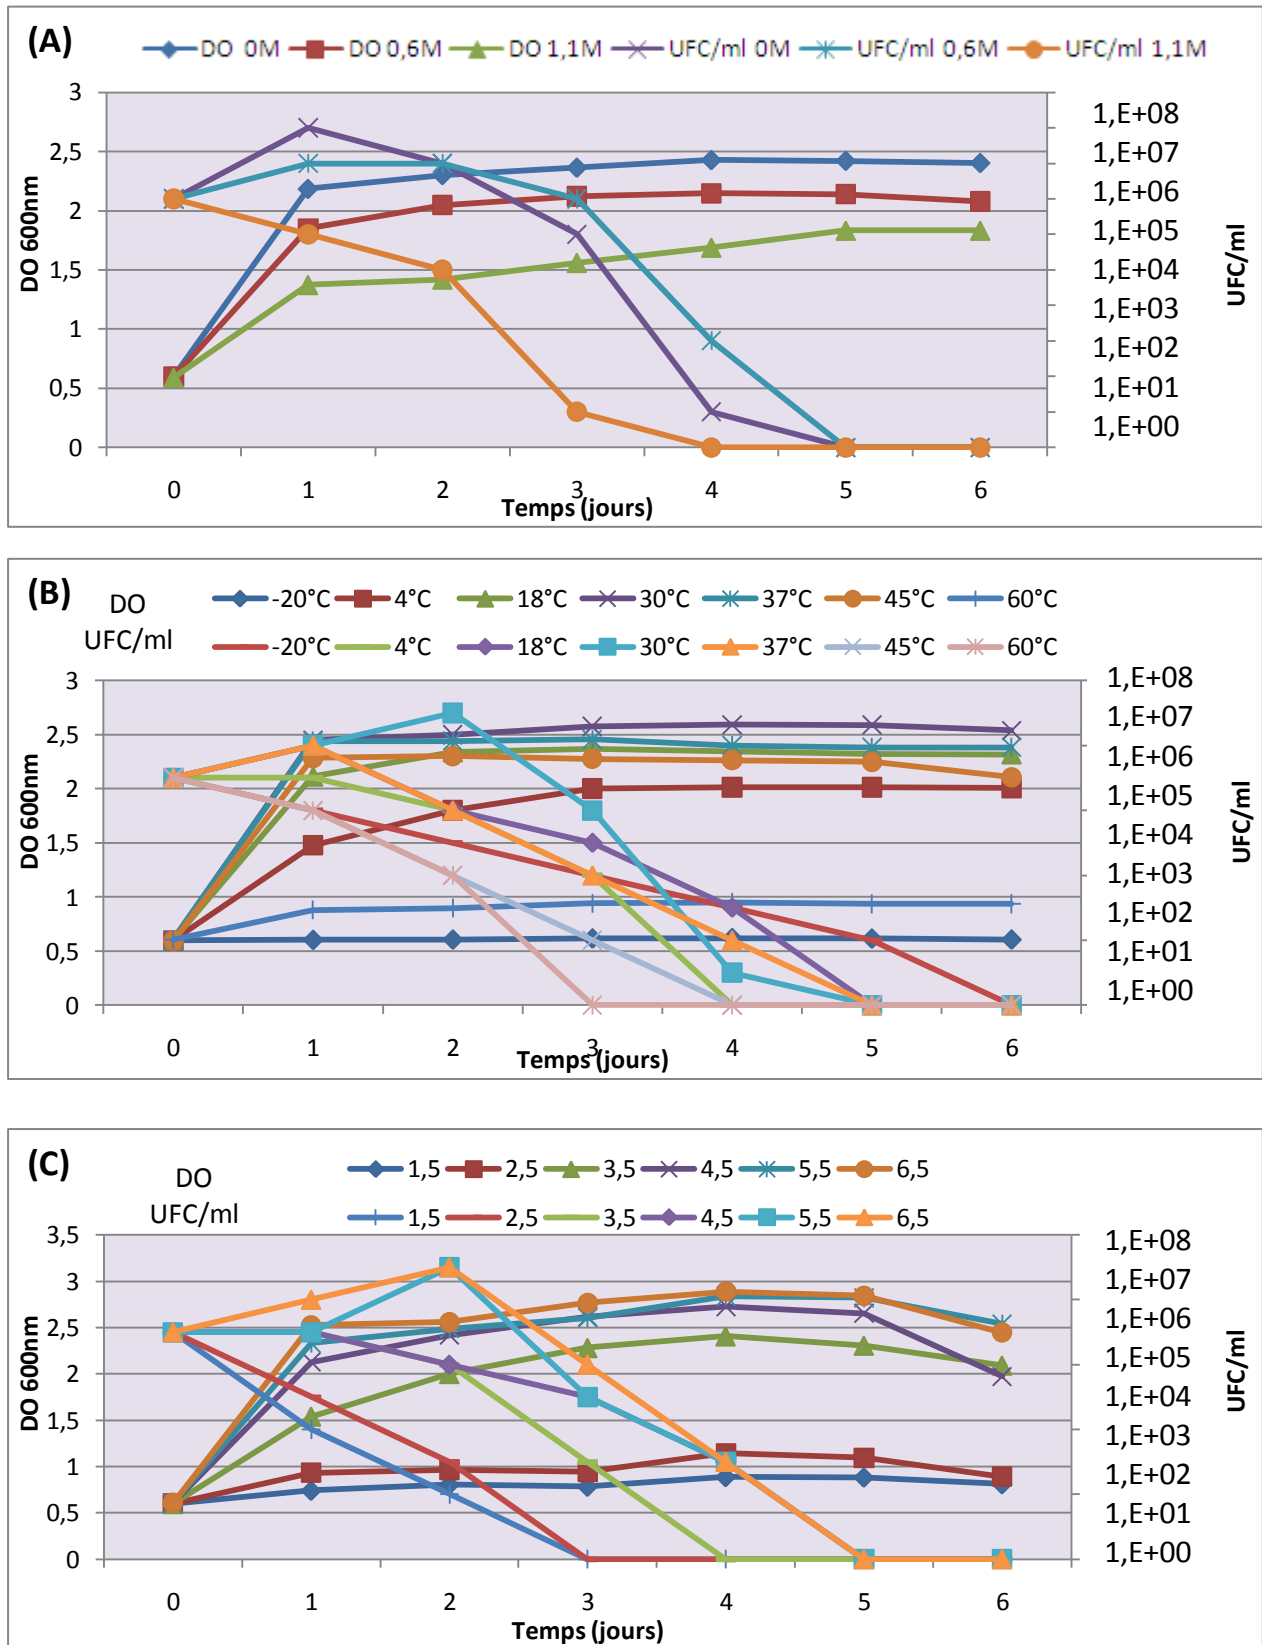 (A)
DO 0M DO 0,6M DO 1,1M UFC/ml 0M UFC/ml 0,6M UFC/ml 1,1M
3
2,5
2
1,5
1
0,5
0
DO 600nm
1,E+08
1,E+07
1,E+06
1,E+05
1,E+04
1,E+03
1,E+02
1,E+01
1,E+00
UFC/ml
0 1 2 3 4 5 6
Temps (jours)
(B)
DO -20°C 4°C 18°C 30°C 37°C 45°C 60°C
UFC/ml -20°C 4°C 18°C 30°C 37°C 45°C 60°C
3
2,5
2
1,5
1
0,5
0
DO 600nm
1,E+08
1,E+07
1,E+06
1,E+05
1,E+04
1,E+03
1,E+02
1,E+01
1,E+00
UFC/ml
0 1 2 3 4 5 6
Temps (jours)
(C)
DO 1,5 2,5 3,5 4,5 5,5 6,5
UFC/ml 1,5 2,5 3,5 4,5 5,5 6,5
3,5
3
2,5
2
1,5
1
0,5
0
DO 600nm
1,E+08
1,E+07
1,E+06
1,E+05
1,E+04
1,E+03
1,E+02
1,E+01
1,E+00
UFC/ml
0 1 2 3 4 5 6
Temps (jours)